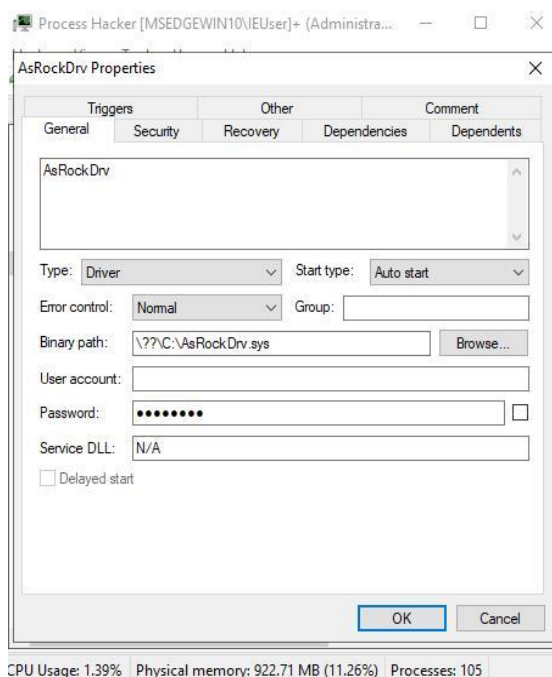 Process Hacker [MSEDGEWIN10\IEUser]+ (Administra...
AsRockDrv Properties
Triggers Other Comment
General Security Recovery Dependencies Dependents
AsRockDrv
Type: Driver Start type: Auto start
Error control: Normal Group:
Binary path: \??\C:\AsRockDrv.sys Browse...
User account:
Password: ●●●●●●●●
Service DLL: N/A
Delayed start
OK Cancel
CPU Usage: 1.39% Physical memory: 922.71 MB (11.26%) Processes: 105